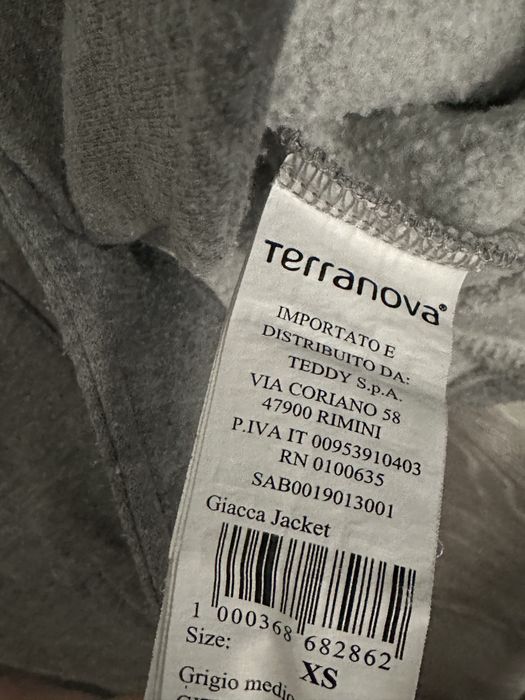 Terranova®
IMPORTATO E
DISTRIBUITO DA:
TEDDY S.p.A.
VIA CORIANO 58
47900 RIMINI
P.IVA IT 00953910403
RN 0100635
SAB0019013001
Giacca Jacket
1 000368 682862
Size:
XS
Grigio medio